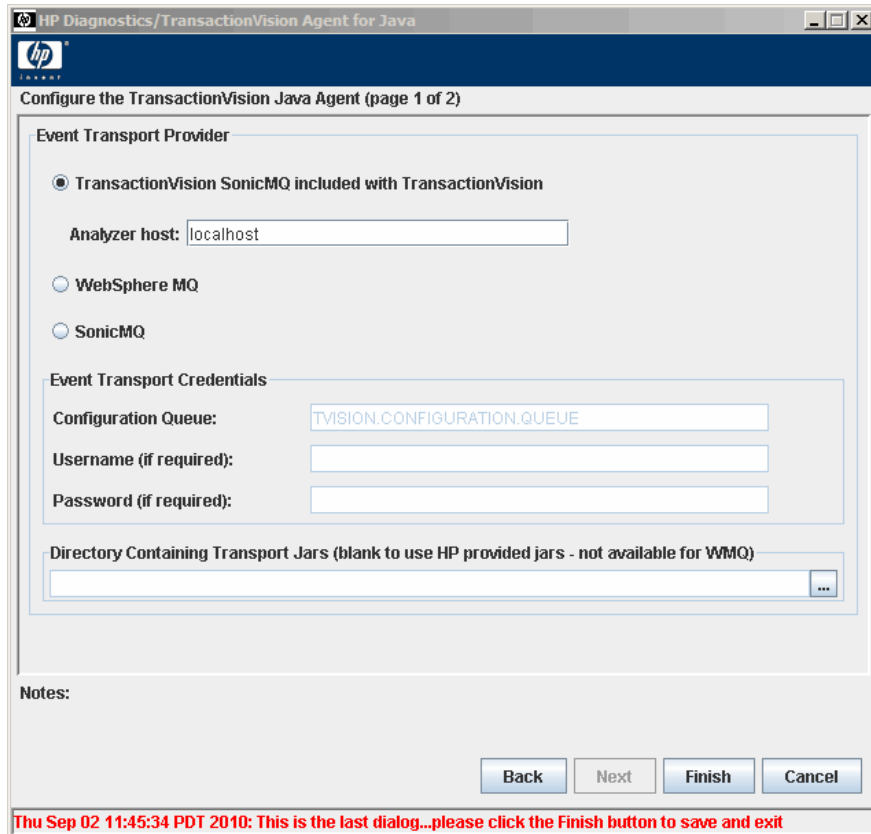 HP Diagnostics/TransactionVision Agent for Java
hp
invent
Configure the TransactionVision Java Agent (page 1 of 2)
Event Transport Provider
TransactionVision SonicMQ included with TransactionVision
Analyzer host: localhost
WebSphere MQ
SonicMQ
Event Transport Credentials
Configuration Queue: TVISION.CONFIGURATION.QUEUE
Username (if required):
Password (if required):
Directory Containing Transport Jars (blank to use HP provided jars - not available for WMQ)
...
Notes:
Back Next Finish Cancel
Thu Sep 02 11:45:34 PDT 2010: This is the last dialog...please click the Finish button to save and exit